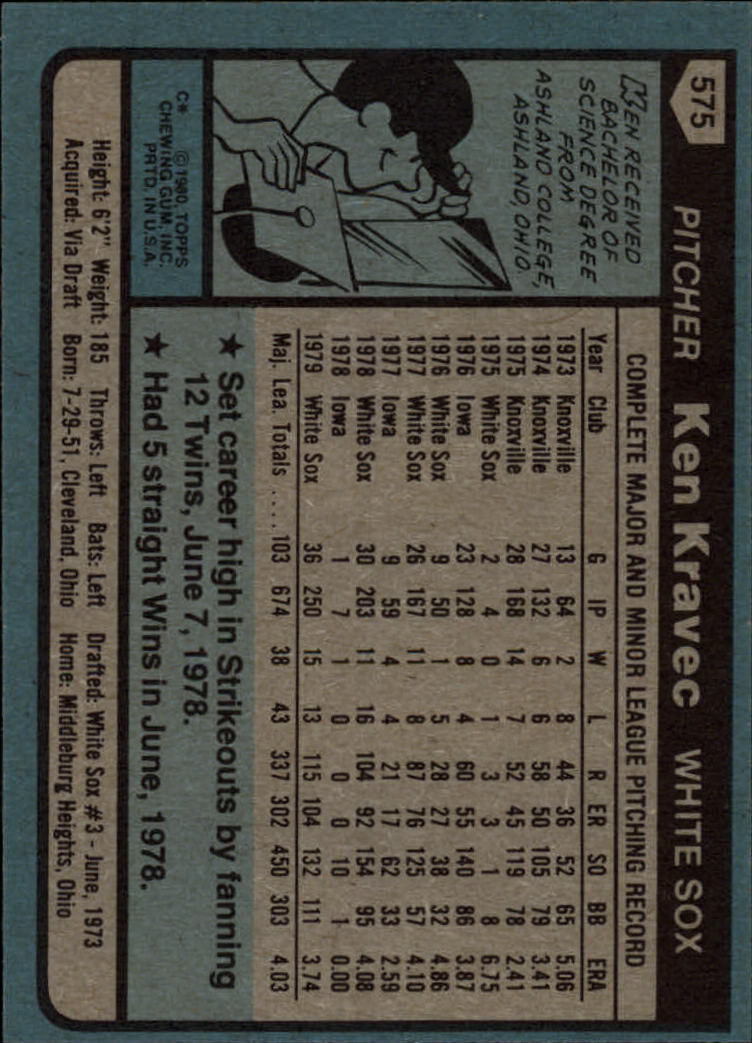 575
PITCHER Ken Kravec WHITE SOX
KEN RECEIVED
BACHELOR OF
SCIENCE DEGREE
FROM
ASHLAND COLLEGE,
ASHLAND, OHIO
C* © 1980, TOPPS
CHEWING GUM, INC.
PRTD. IN U.S.A.
COMPLETE MAJOR AND MINOR LEAGUE PITCHING RECORD
Year Club G IP W L R ER SO BB ERA
1973 Knoxville 13 64 2 8 44 36 52 65 5.06
1974 Knoxville 27 132 6 6 58 50 105 79 3.41
1975 Knoxville 28 168 14 7 52 45 119 78 2.41
1975 White Sox 2 4 0 1 3 3 1 8 6.75
1976 Iowa 23 128 8 4 60 55 140 86 3.87
1976 White Sox 9 50 1 5 28 27 38 32 4.86
1977 White Sox 26 167 11 8 87 76 125 57 4.10
1977 Iowa 9 59 4 4 21 17 62 33 2.59
1978 White Sox 30 203 11 16 104 92 154 95 4.08
1978 Iowa 1 7 1 0 0 0 10 1 0.00
1979 White Sox 36 250 15 13 115 104 132 111 3.74
Maj. Lea. Totals .... 103 674 38 43 337 302 450 303 4.03
★ Set career high in Strikeouts by fanning
12 Twins, June 7, 1978.
★ Had 5 straight Wins in June, 1978.
Height: 6'2" Weight: 185 Throws: Left Bats: Left Drafted: White Sox #3 - June, 1973
Acquired: Via Draft Born: 7-29-51, Cleveland, Ohio Home: Middleburg Heights, Ohio